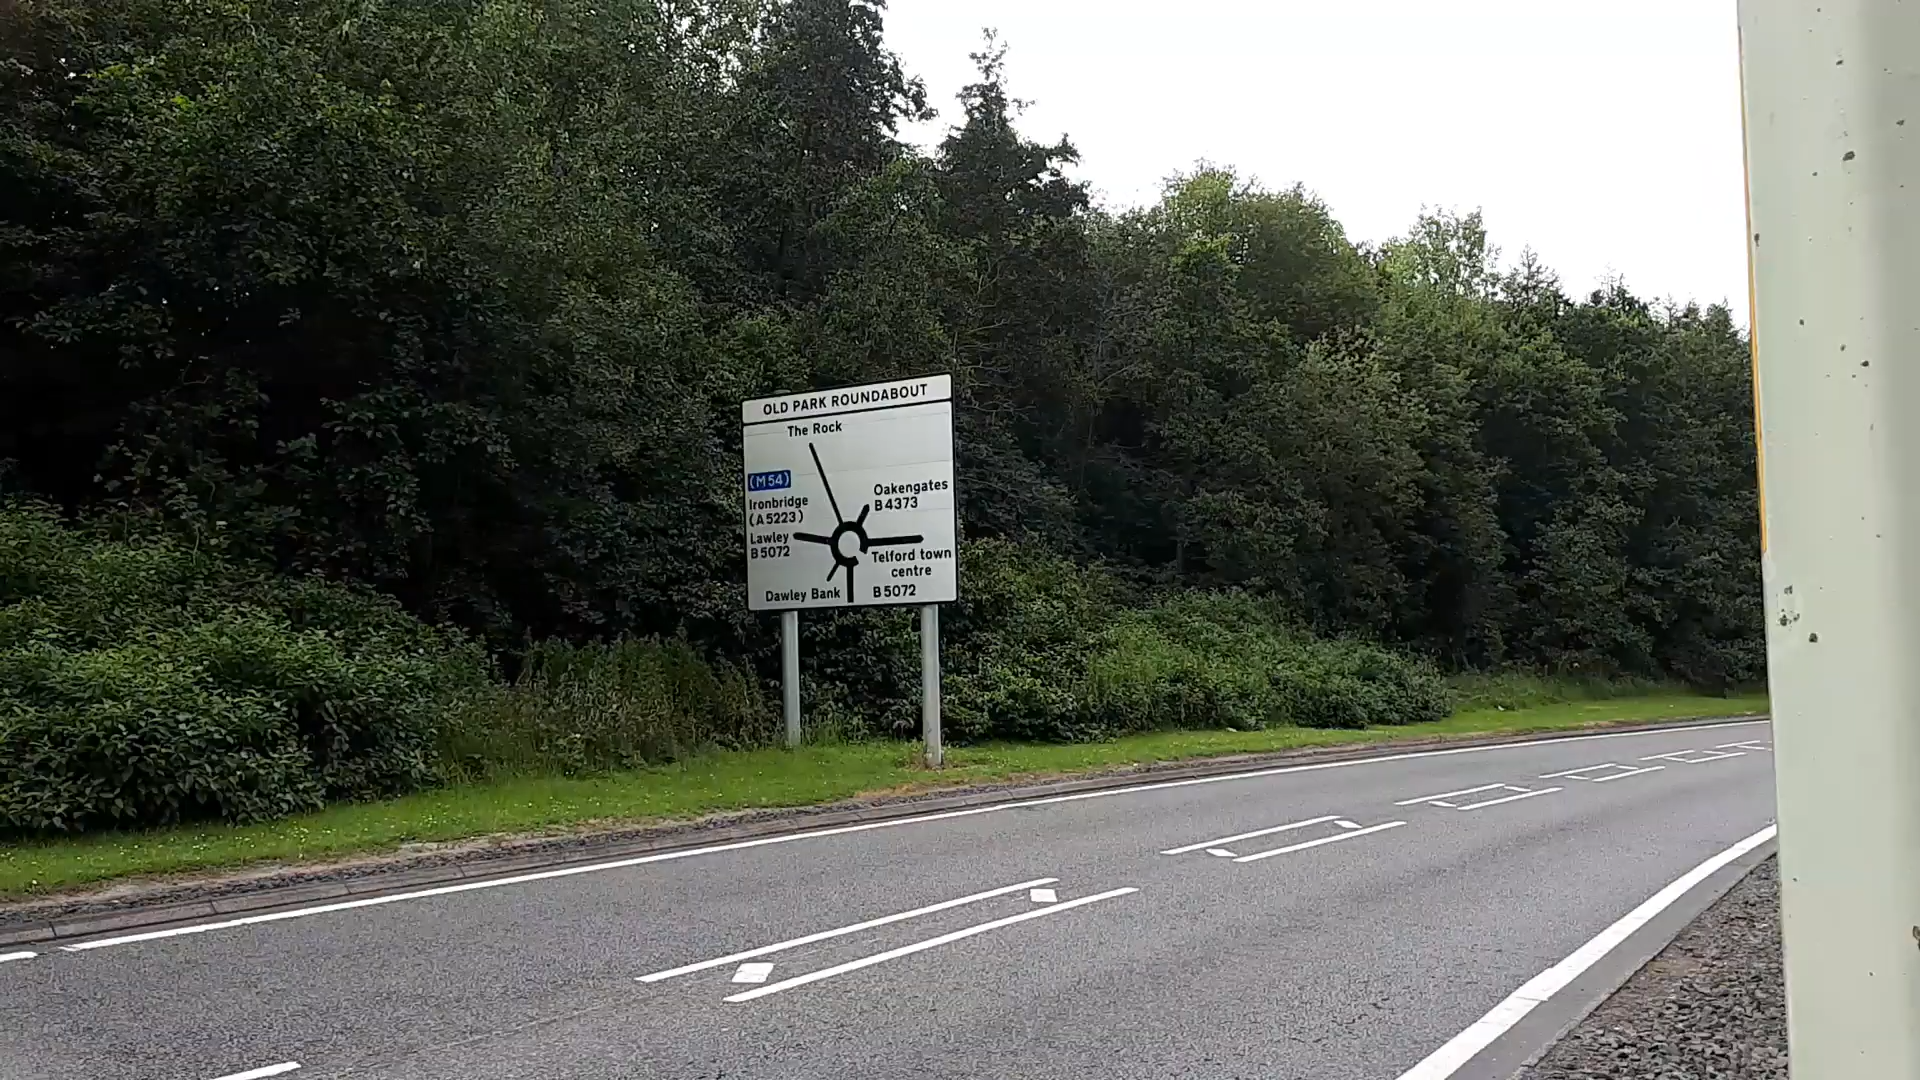 OLD PARK ROUNDABOUT
The Rock
(M54)
Ironbridge
(A5223)
Lawley
B5072
Oakengates
B4373
Telford town
centre
B5072
Dawley Bank